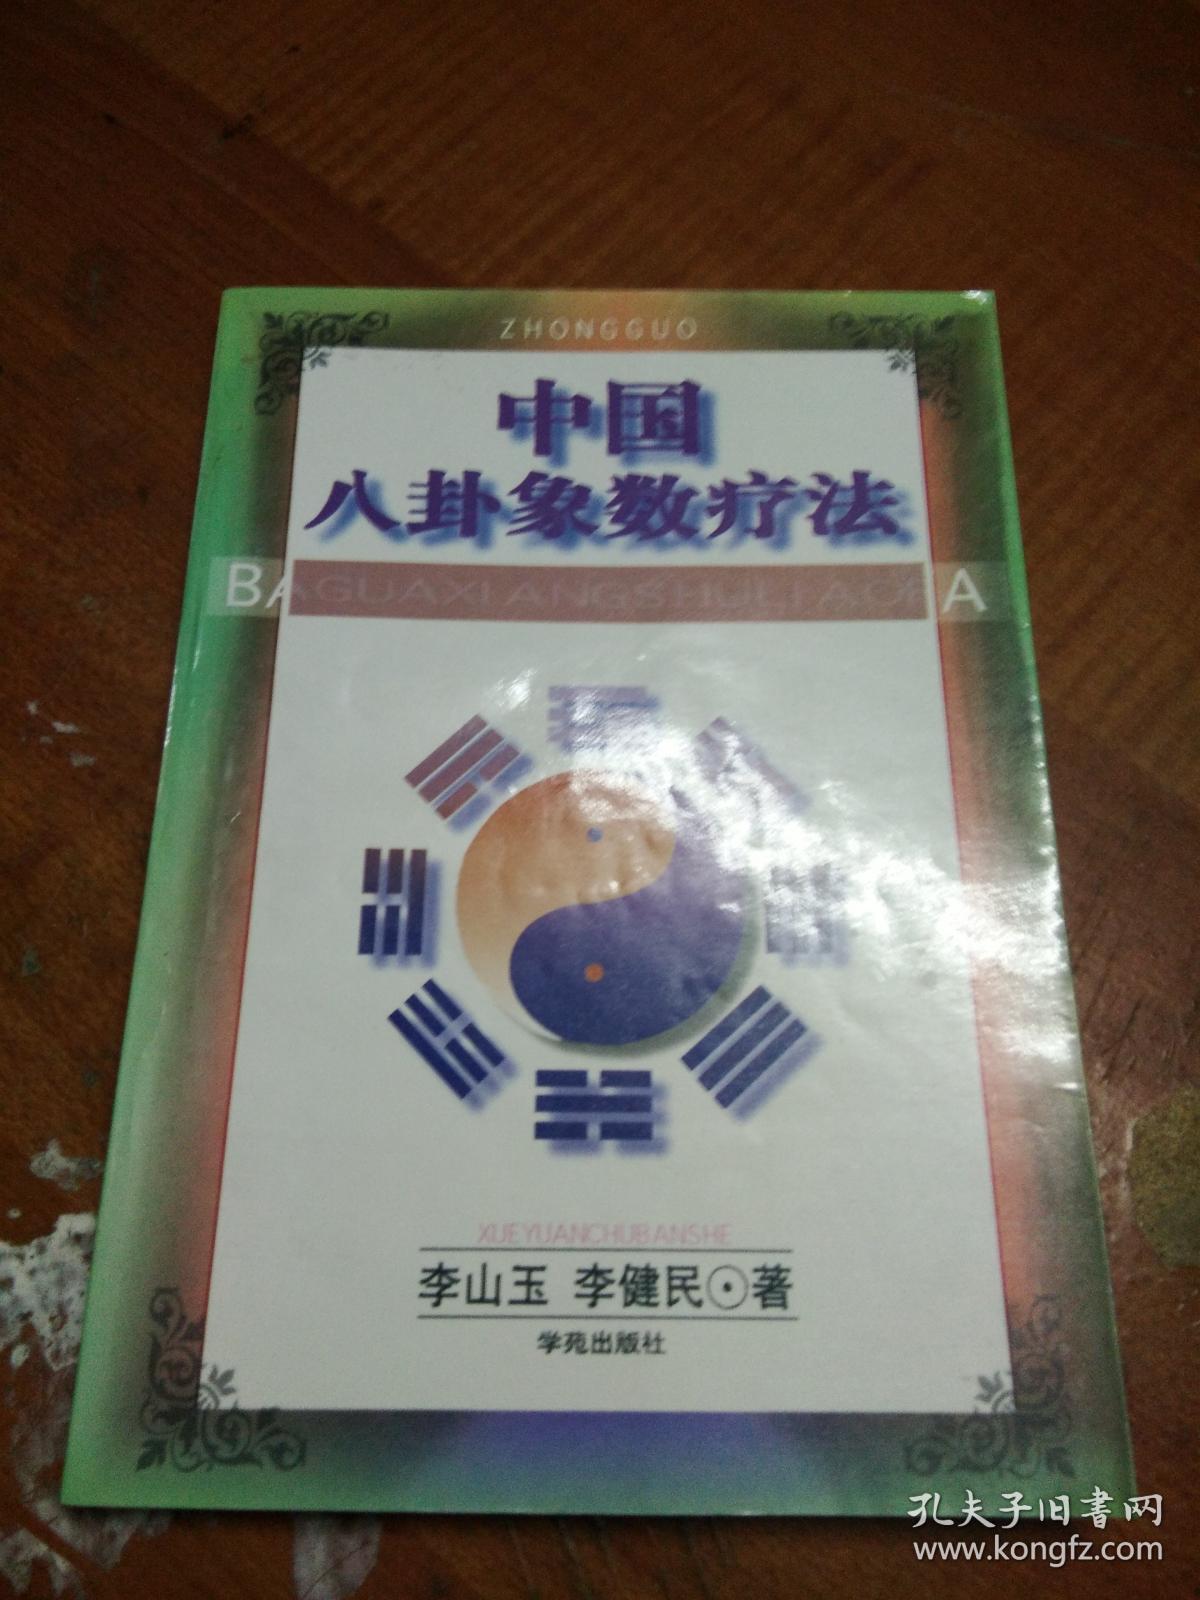 ZHONGGUO
中国
八卦象数疗法
BAGUAXIANGSHULIAOFA
XUEYUANCHUBANSHE
李山玉 李健民⊙著
学苑出版社
孔夫子旧書网
www.kongfz.com